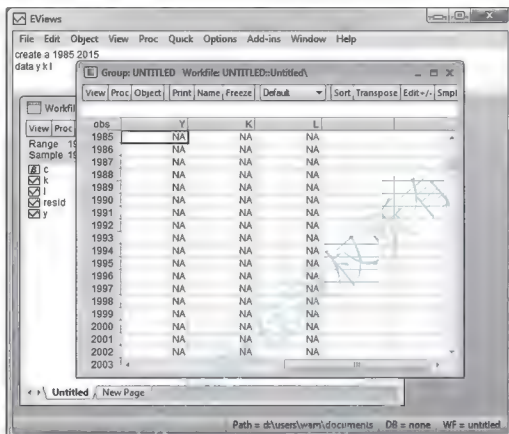 EViews
File Edit Object View Proc Quick Options Add-ins Window Help
create a 1985 2015
data y k l
Group: UNTITLED Workfile: UNTITLED::Untitled\
View Proc Object Print Name Freeze Default Sort Transpose Edit+/- Smpl
Workfil
View Proc
Range 19
Sample 19
c
k
l
resid
y
obs Y K L
1985 NA NA NA
1986 NA NA NA
1987 NA NA NA
1988 NA NA NA
1989 NA NA NA
1990 NA NA NA
1991 NA NA NA
1992 NA NA NA
1993 NA NA NA
1994 NA NA NA
1995 NA NA NA
1996 NA NA NA
1997 NA NA NA
1998 NA NA NA
1999 NA NA NA
2000 NA NA NA
2001 NA NA NA
2002 NA NA NA
2003
Untitled New Page
Path = d:\users\wam\documents DB = none WF = untitled